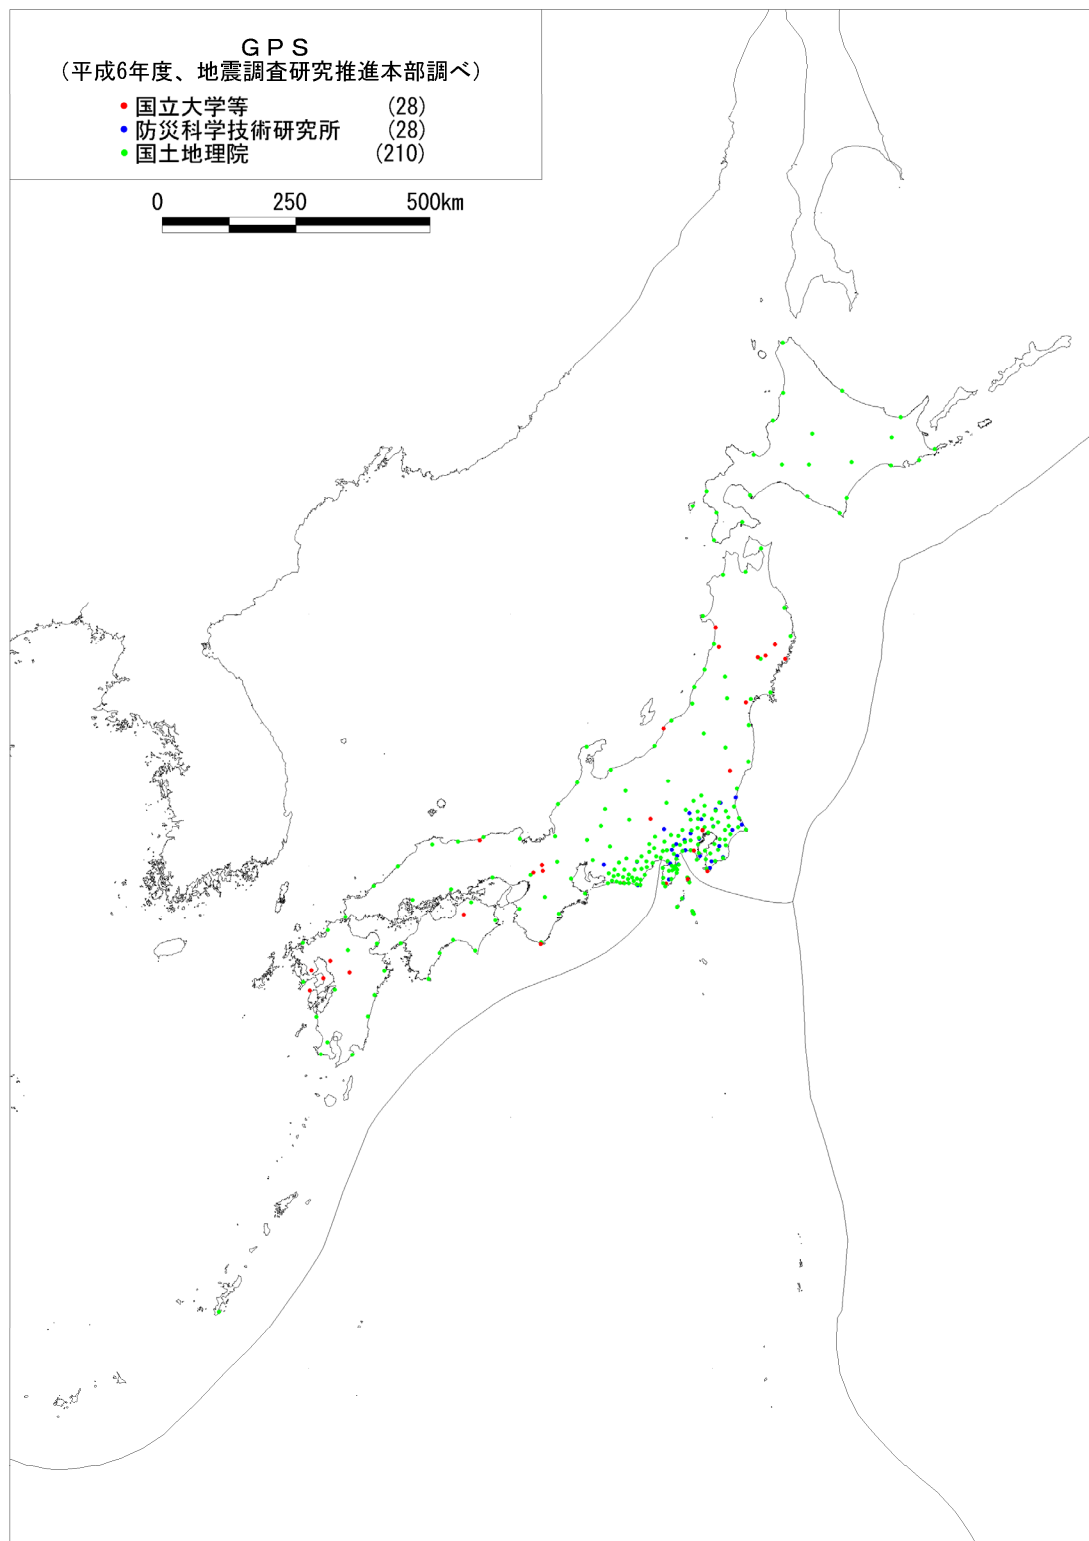 GPS
(平成6年度、地震調査研究推進本部調べ)
国立大学等 (28)
防災科学技術研究所 (28)
国土地理院 (210)
0 250 500km